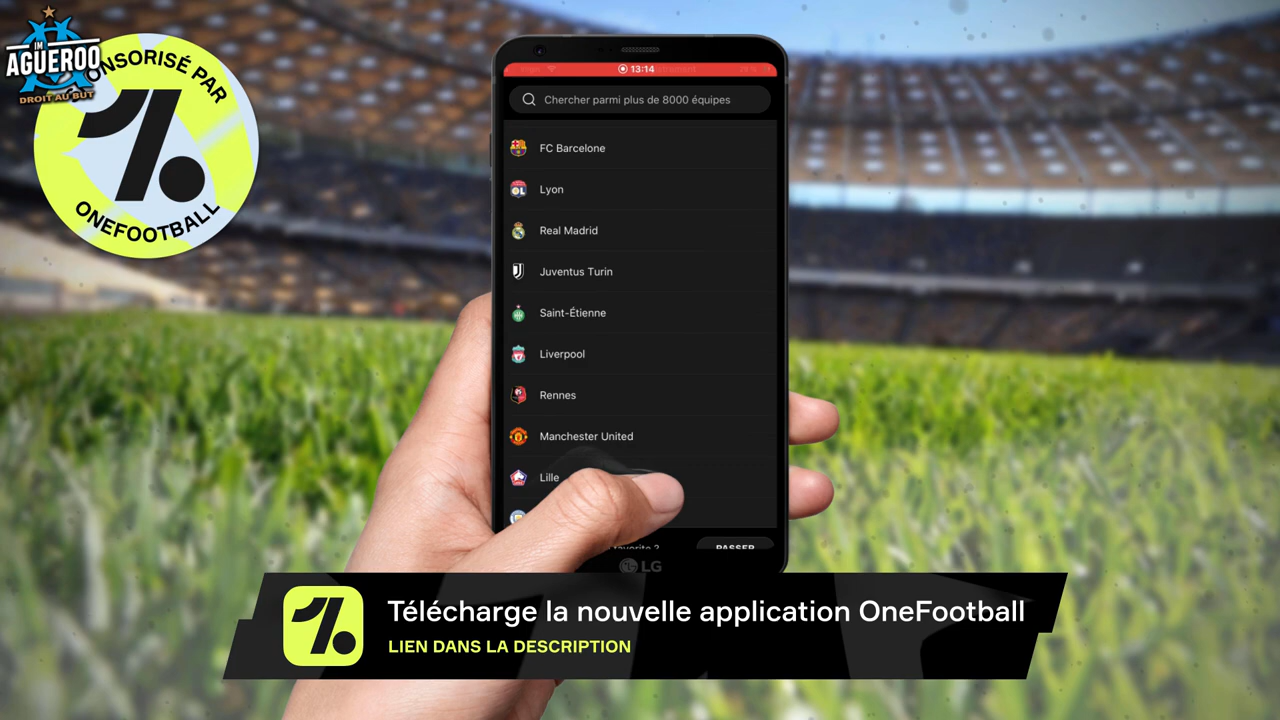 IM
AGUEROO
DROIT AU BUT
ONSORISÉ PAR
ONEFOOTBALL
13:14
Chercher parmi plus de 8000 équipes
FC Barcelone
Lyon
Real Madrid
Juventus Turin
Saint-Étienne
Liverpool
Rennes
Manchester United
Lille
favorite ?
PASSER
LG
Télécharge la nouvelle application OneFootball
LIEN DANS LA DESCRIPTION